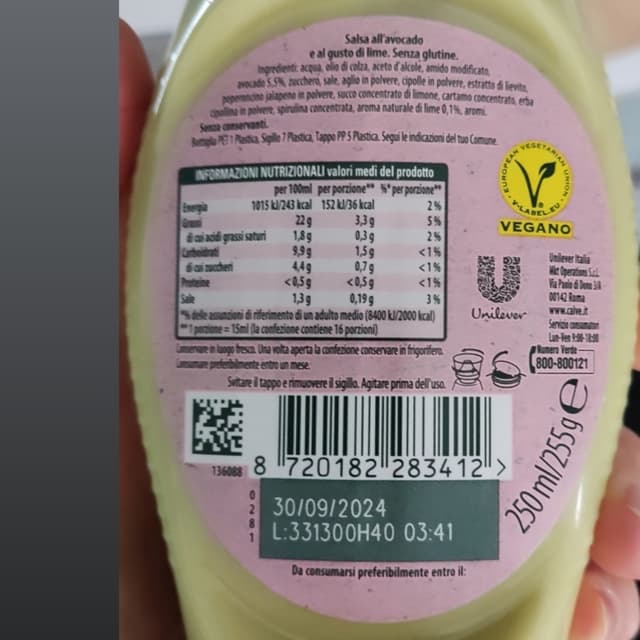 Salsa all'avocado
e al gusto di lime. Senza glutine.
Ingredienti: acqua, olio di colza, aceto d'alcole, amido modificato,
avocado 5,5%, zucchero, sale, aglio in polvere, cipolle in polvere, estratto di lievito,
peperoncino jalapeno in polvere, succo concentrato di limone, cartamo concentrato, erba
cipollina in polvere, spirulina concentrata, aroma naturale di lime 0,1%, aromi.
Senza conservanti.
Bottiglia PET 1 Plastica, Sigillo 7 Plastica, Tappo PP 5 Plastica. Segui le indicazioni del tuo Comune.
EUROPEAN VEGETARIAN UNION
V-LABEL.EU
VEGANO
INFORMAZIONI NUTRIZIONALI valori medi del prodotto
per 100ml per porzione** %* per porzione**
Energia 1015 kJ/243 kcal 152 kJ/36 kcal 2%
Grassi 22 g 3,3 g 5%
di cui acidi grassi saturi 1,8 g 0,3 g 2%
Carboidrati 9,9 g 1,5 g <1%
di cui zuccheri 4,4 g 0,7 g <1%
Proteine <0,5 g <0,5 g <1%
Sale 1,3 g 0,19 g 3%
*% delle assunzioni di riferimento di un adulto medio (8400 kJ/2000 kcal)
**1 porzione = 15ml (la confezione contiene 16 porzioni)
Unilever
Unilever Italia
Mkt Operations S.r.l.
Via Paolo di Dono 3/A
00142 Roma
www.calve.it
Servizio consumatori
Lun-Ven 9:00-18:00
Numero Verde
800-800121
Conservare in luogo fresco. Una volta aperta la confezione conservare in frigorifero.
Consumare preferibilmente entro un mese.
Svitare il tappo e rimuovere il sigillo. Agitare prima dell'uso.
136088
8 720182 283412 >
250 ml/255g e
0281
30/09/2024
L:331300H40 03:41
Da consumarsi preferibilmente entro il: